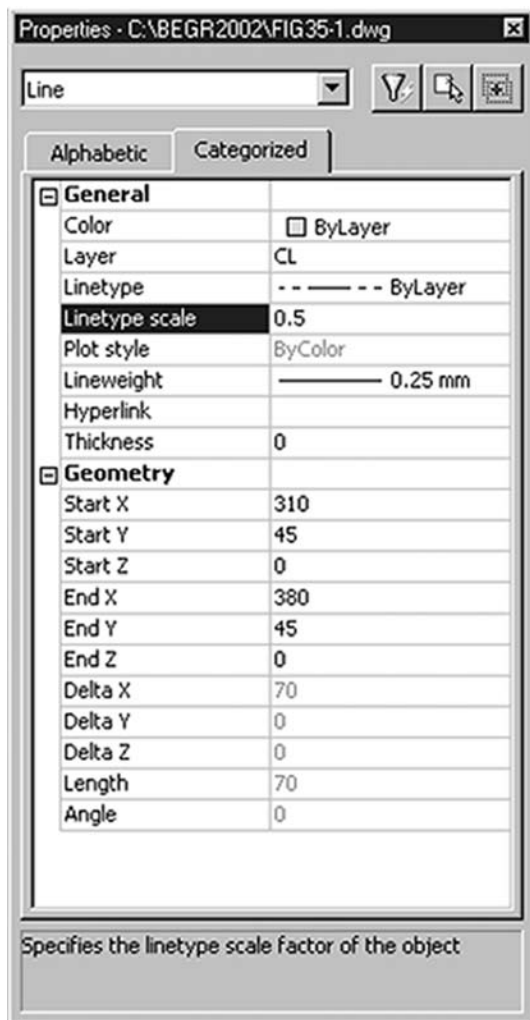 Properties - C:\BEGR2002\FIG35-1.dwg
Line
Alphabetic Categorized
General
Color ByLayer
Layer CL
Linetype ByLayer
Linetype scale 0.5
Plot style ByColor
Lineweight 0.25 mm
Hyperlink
Thickness 0
Geometry
Start X 310
Start Y 45
Start Z 0
End X 380
End Y 45
End Z 0
Delta X 70
Delta Y 0
Delta Z 0
Length 70
Angle 0
Specifies the linetype scale factor of the object